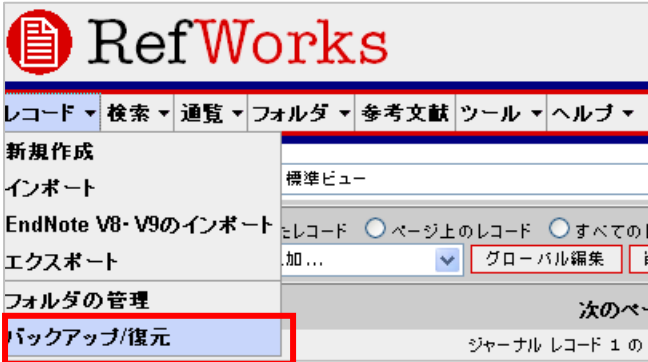 RefWorks
レコード 検索 通覧 フォルダ 参考文献 ツール ヘルプ
新規作成
標準ビュー
インポート
EndNote V8・V9のインポート
たレコード ページ上のレコード すべての
エクスポート
加... グローバル編集
フォルダの管理
次のペー
バックアップ/復元
ジャーナル レコード 1 の